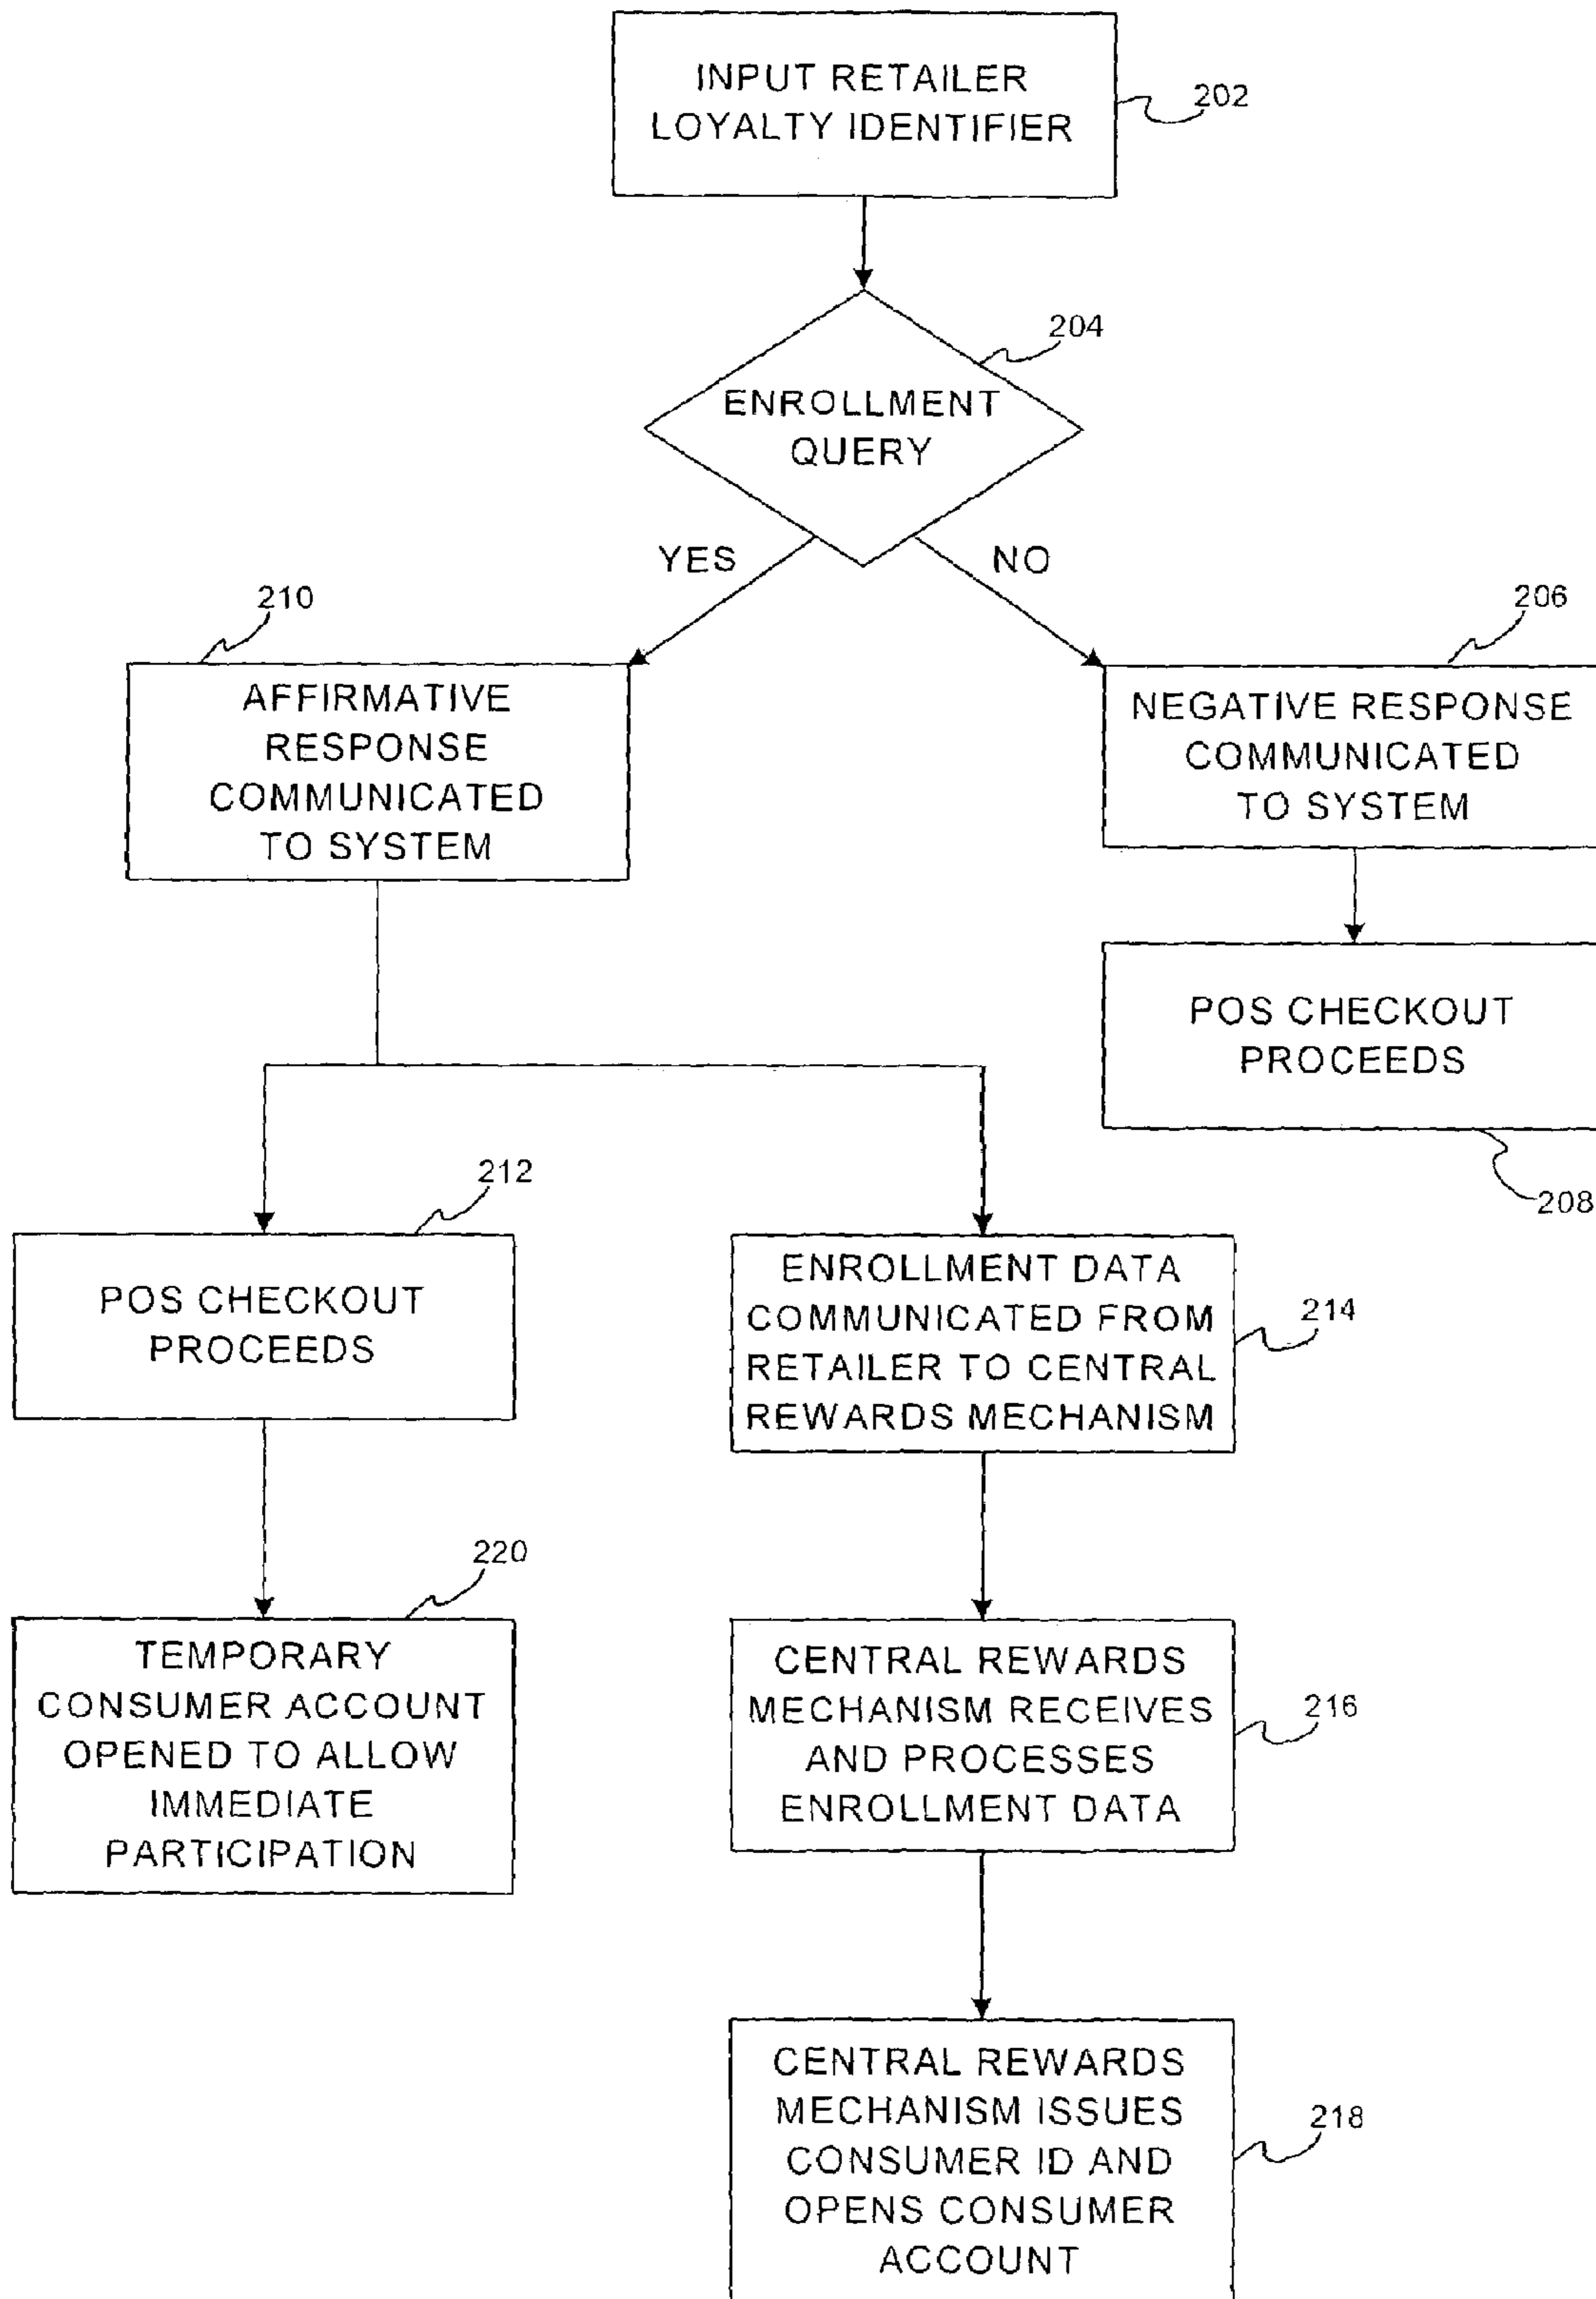 INPUT RETAILER
LOYALTY IDENTIFIER
202
204
ENROLLMENT
QUERY
YES
NO
210
206
AFFIRMATIVE
RESPONSE
COMMUNICATED
TO SYSTEM
NEGATIVE RESPONSE
COMMUNICATED
TO SYSTEM
POS CHECKOUT
PROCEEDS
208
212
POS CHECKOUT
PROCEEDS
ENROLLMENT DATA
COMMUNICATED FROM
RETAILER TO CENTRAL
REWARDS MECHANISM
214
220
TEMPORARY
CONSUMER ACCOUNT
OPENED TO ALLOW
IMMEDIATE
PARTICIPATION
CENTRAL REWARDS
MECHANISM RECEIVES
AND PROCESSES
ENROLLMENT DATA
216
CENTRAL REWARDS
MECHANISM ISSUES
CONSUMER ID AND
OPENS CONSUMER
ACCOUNT
218